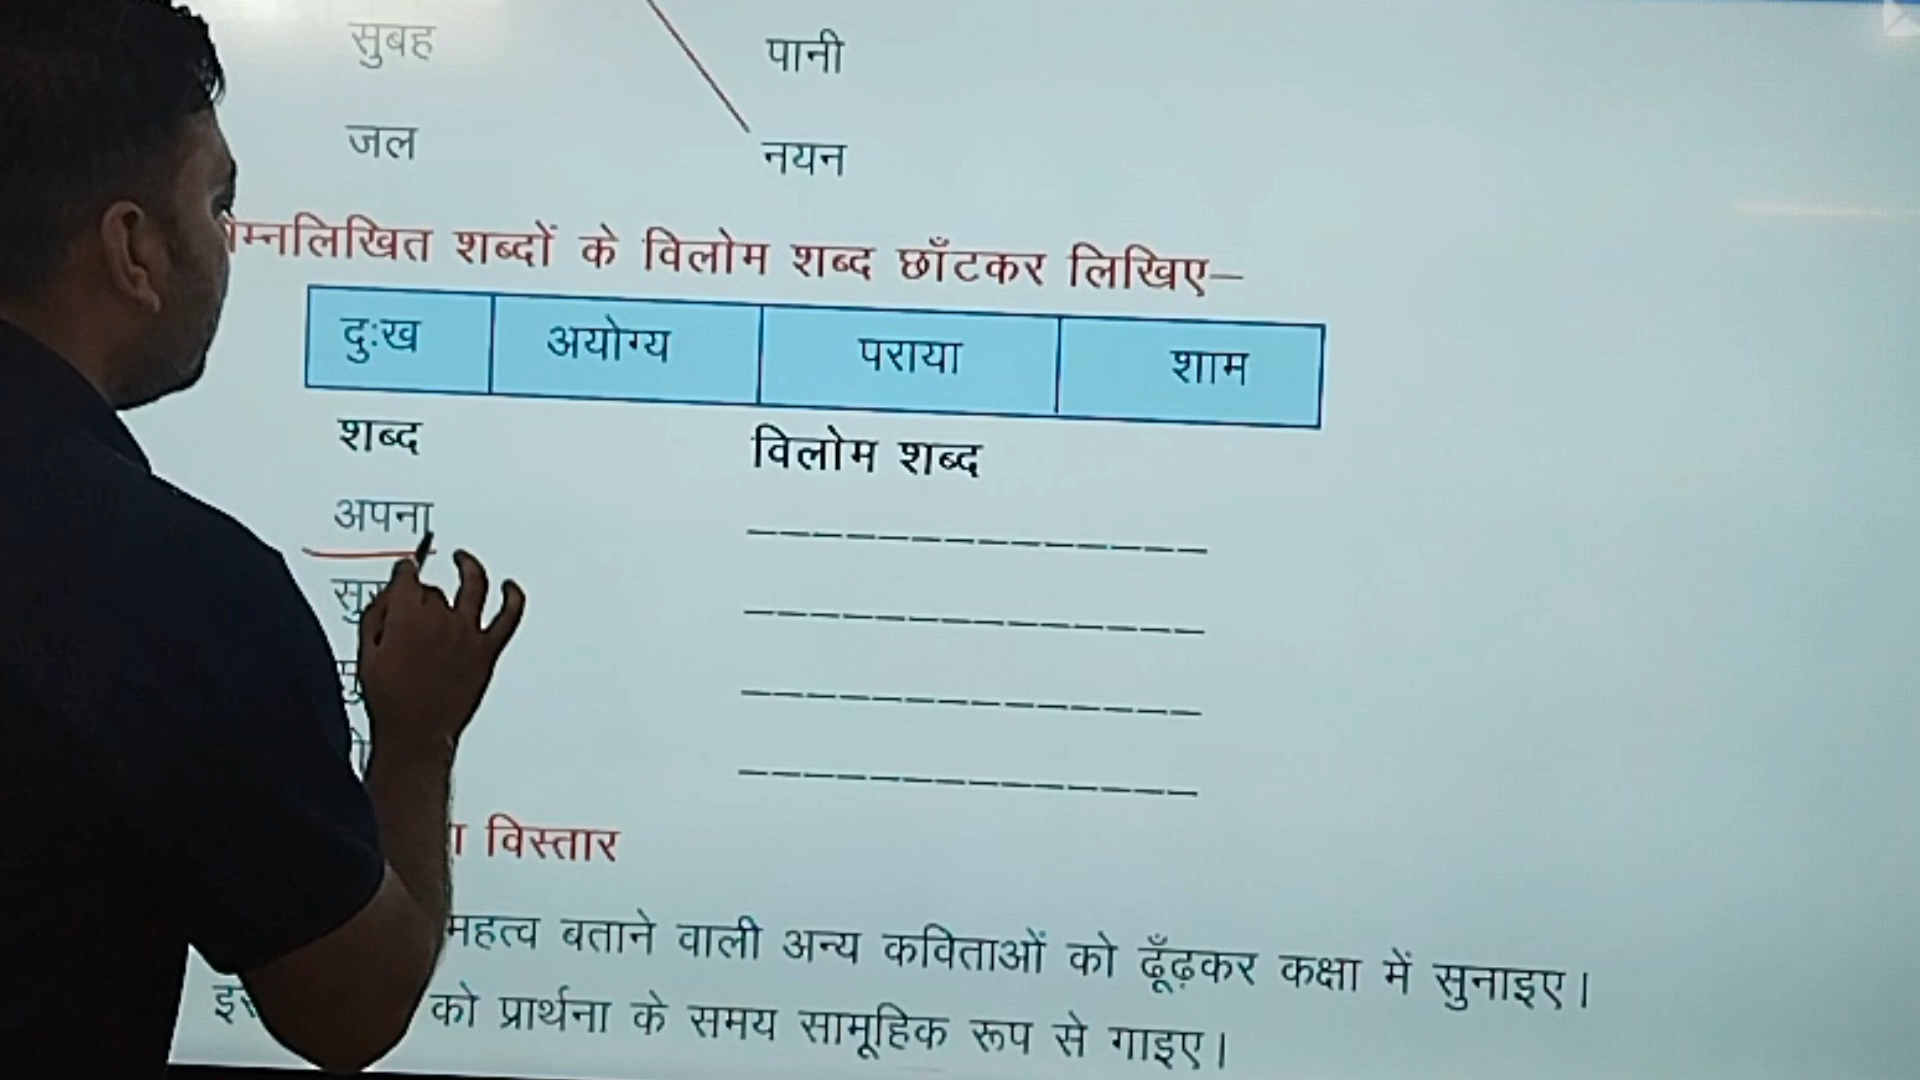 सुबह पानी
जल नयन
शब्दों के विलोम शब्द छाँटकर लिखिए–
दुःख अयोग्य पराया शाम
शब्द विलोम शब्द
अपना
विस्तार
महत्व बताने वाली अन्य कविताओं को ढूँढ़कर कक्षा में सुनाइए।
को प्रार्थना के समय सामूहिक रूप से गाइए।